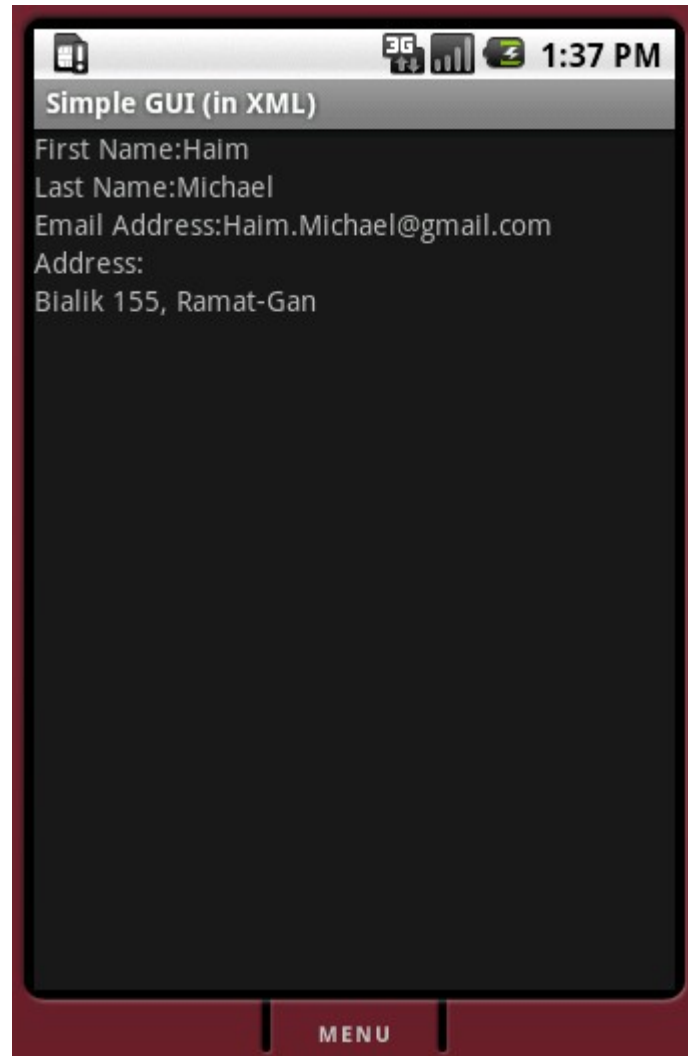 3G 1:37 PM
Simple GUI (in XML)
First Name:Haim
Last Name:Michael
Email Address:Haim.Michael@gmail.com
Address:
Bialik 155, Ramat-Gan
MENU